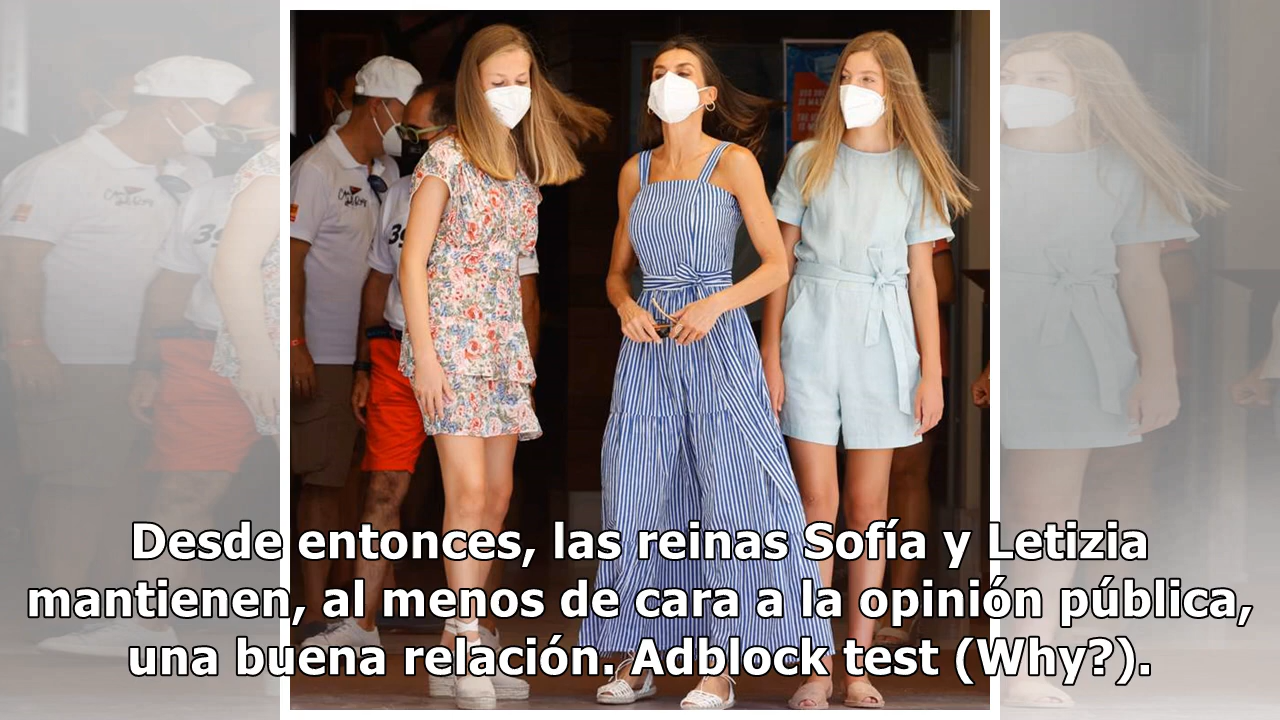 39
Desde entonces, las reinas Sofía y Letizia
mantienen, al menos de cara a la opinión pública,
una buena relación. Adblock test (Why?).